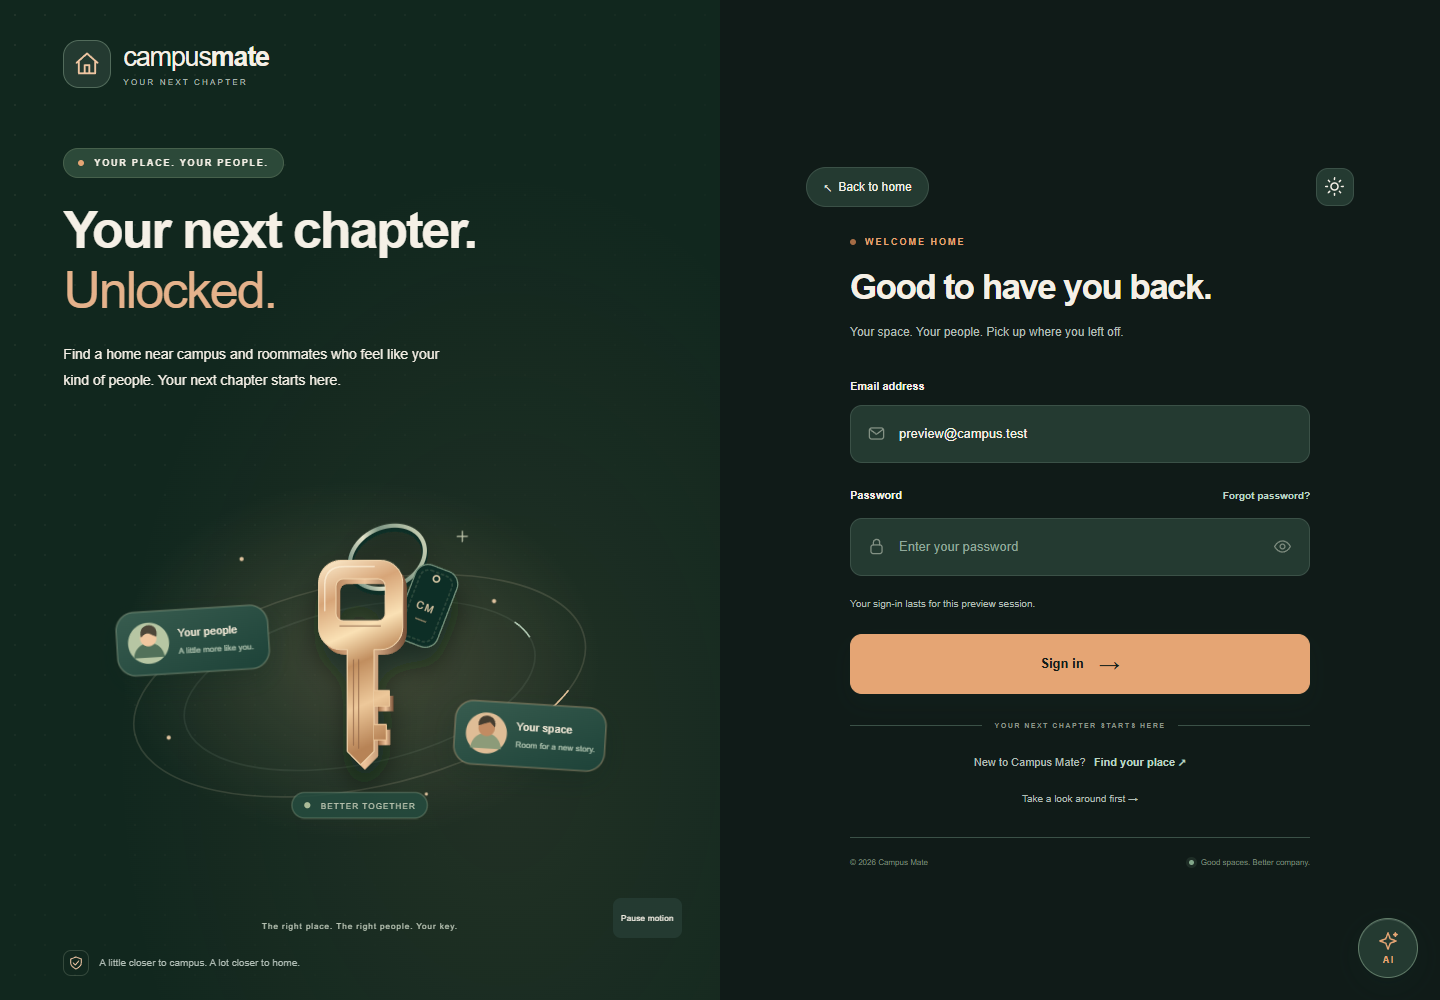 campusmate
YOUR NEXT CHAPTER
YOUR PLACE. YOUR PEOPLE.
Your next chapter.
Unlocked.
Find a home near campus and roommates who feel like your
kind of people. Your next chapter starts here.
CM
Your people
A little more like you.
Your space
Room for a new story.
BETTER TOGETHER
The right place. The right people. Your key.
Pause motion
A little closer to campus. A lot closer to home.
↖ Back to home
WELCOME HOME
Good to have you back.
Your space. Your people. Pick up where you left off.
Email address
preview@campus.test
Password
Forgot password?
Enter your password
Your sign-in lasts for this preview session.
Sign in →
YOUR NEXT CHAPTER STARTS HERE
New to Campus Mate? Find your place ↗
Take a look around first →
© 2026 Campus Mate
Good spaces. Better company.
AI